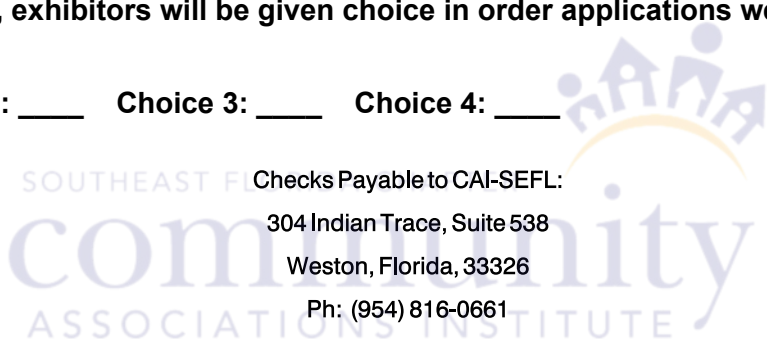 , exhibitors will be given choice in order applications we
: ____ Choice 3: ____ Choice 4: ____
SOUTHEAST FL
Checks Payable to CAI-SEFL:
304 Indian Trace, Suite 538
community
Weston, Florida, 33326
Ph: (954) 816-0661
ASSOCIATIONS INSTITUTE